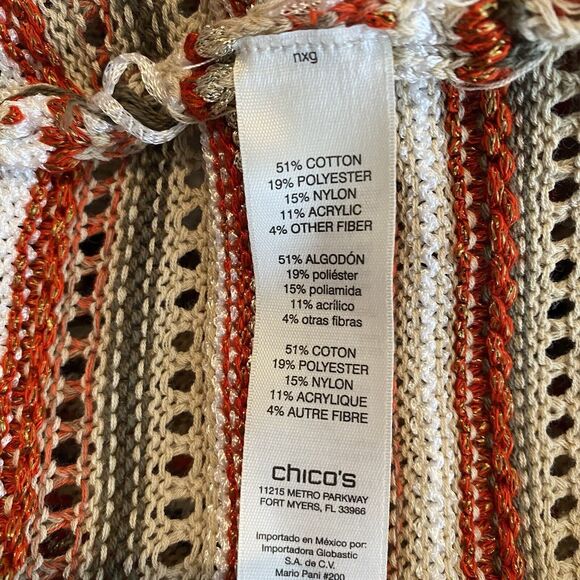 nxg
51% COTTON
19% POLYESTER
15% NYLON
11% ACRYLIC
4% OTHER FIBER
51% ALGODÓN
19% poliéster
15% poliamida
11% acrílico
4% otras fibras
51% COTON
19% POLYESTER
15% NYLON
11% ACRYLIQUE
4% AUTRE FIBRE
chico's
11215 METRO PARKWAY
FORT MYERS, FL 33966
Importado en México por:
Importadora Globastic
S.A. de C.V.
Mario Pani #200